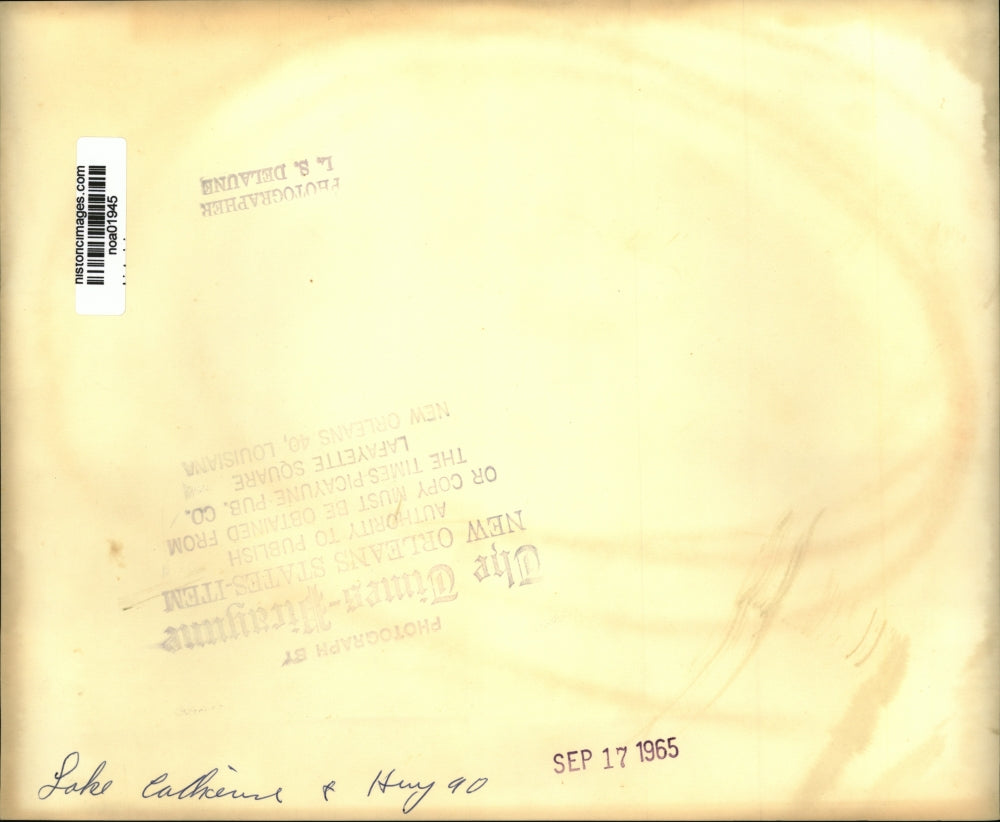 historicimages.com
noa01945
PHOTOGRAPHER
L. S. DELAUNE
PHOTOGRAPH BY
The Times-Picayune
NEW ORLEANS STATES-ITEM
AUTHORITY TO PUBLISH
OR COPY MUST BE OBTAINED FROM
THE TIMES-PICAYUNE PUB. CO.
LAFAYETTE SQUARE
NEW ORLEANS 40, LOUISIANA
SEP 17 1965
Lake Catherine & Hwy 90